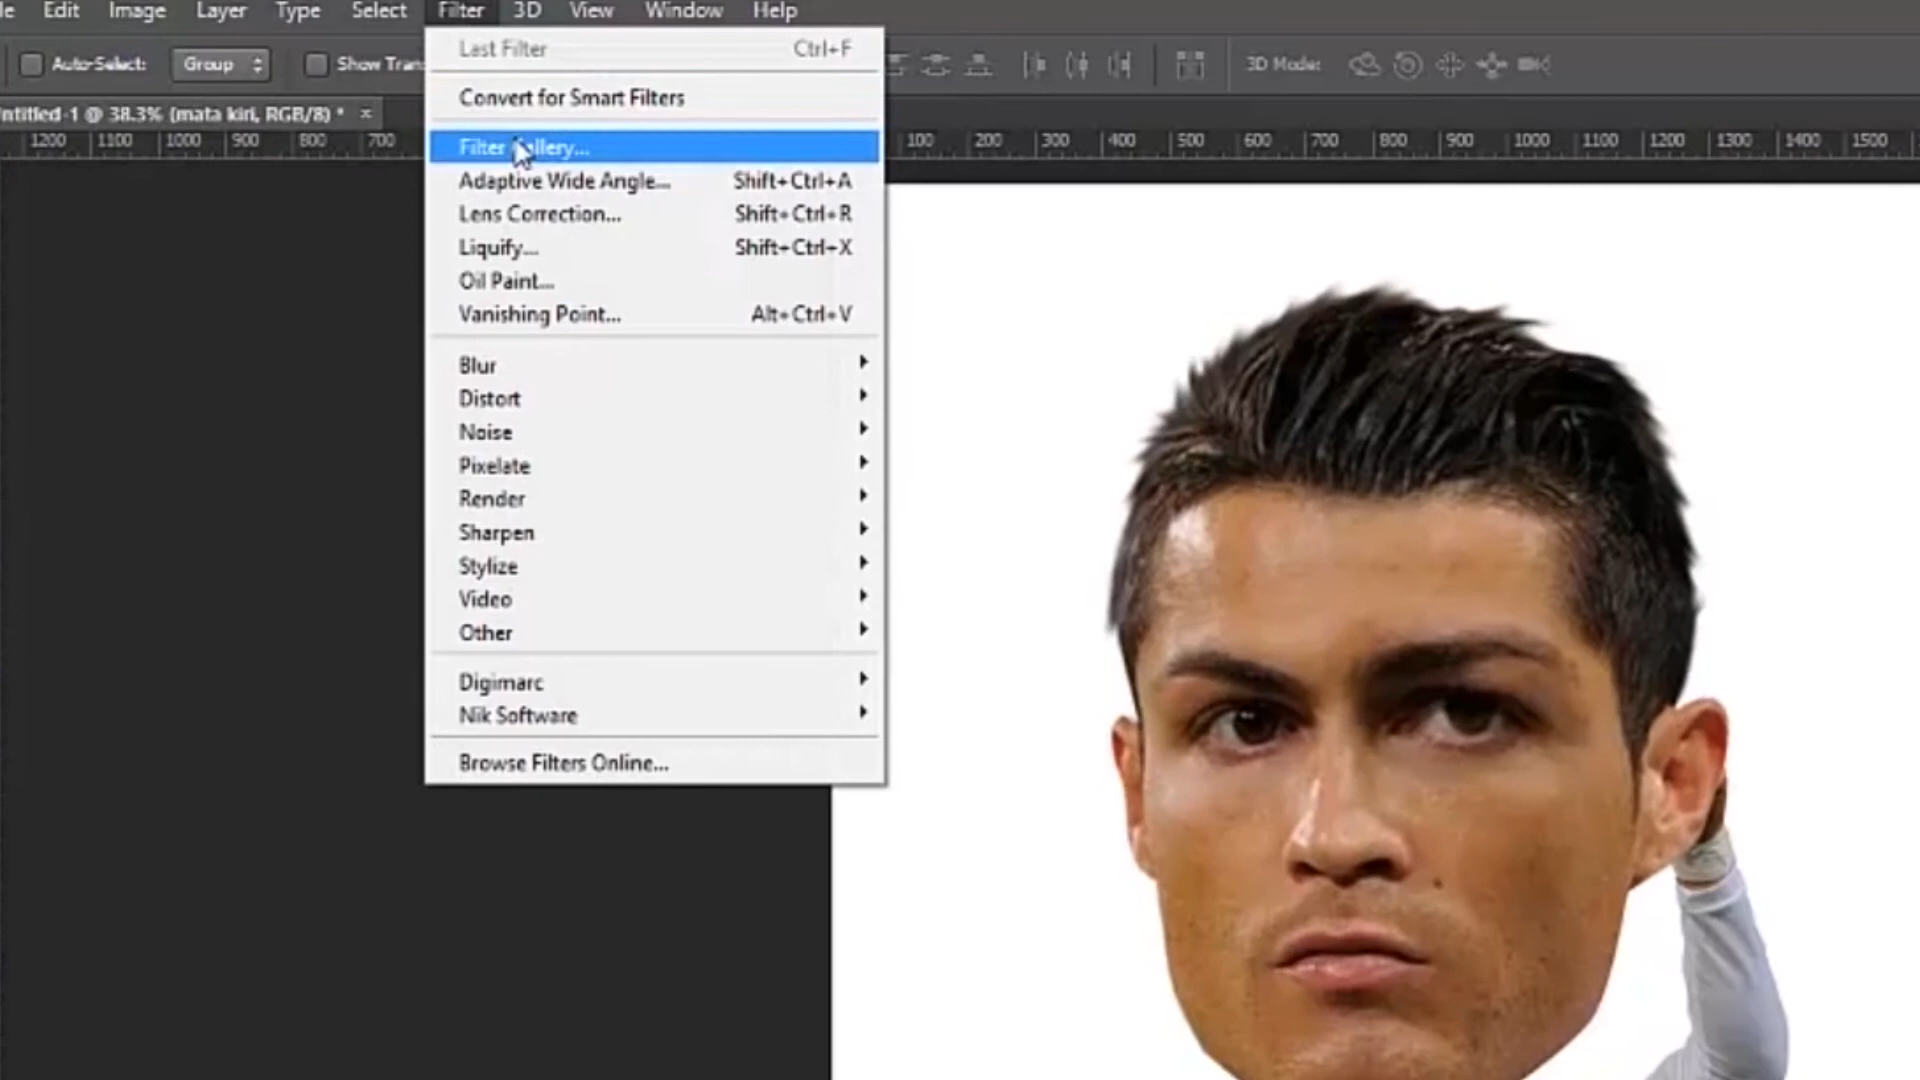 le Edit Image Layer Type Select Filter 3D View Window Help
Auto-Select: Group Show Tran 3D Mode:
ntitled-1 @ 38.3% (mata kiri, RGB/8) * ×
1200 1100 1000 900 800 700 100 200 300 400 500 600 700 800 900 1000 1100 1200 1300 1400 1500
Last Filter Ctrl+F
Convert for Smart Filters
Filter Gallery...
Adaptive Wide Angle... Shift+Ctrl+A
Lens Correction... Shift+Ctrl+R
Liquify... Shift+Ctrl+X
Oil Paint...
Vanishing Point... Alt+Ctrl+V
Blur
Distort
Noise
Pixelate
Render
Sharpen
Stylize
Video
Other
Digimarc
Nik Software
Browse Filters Online...